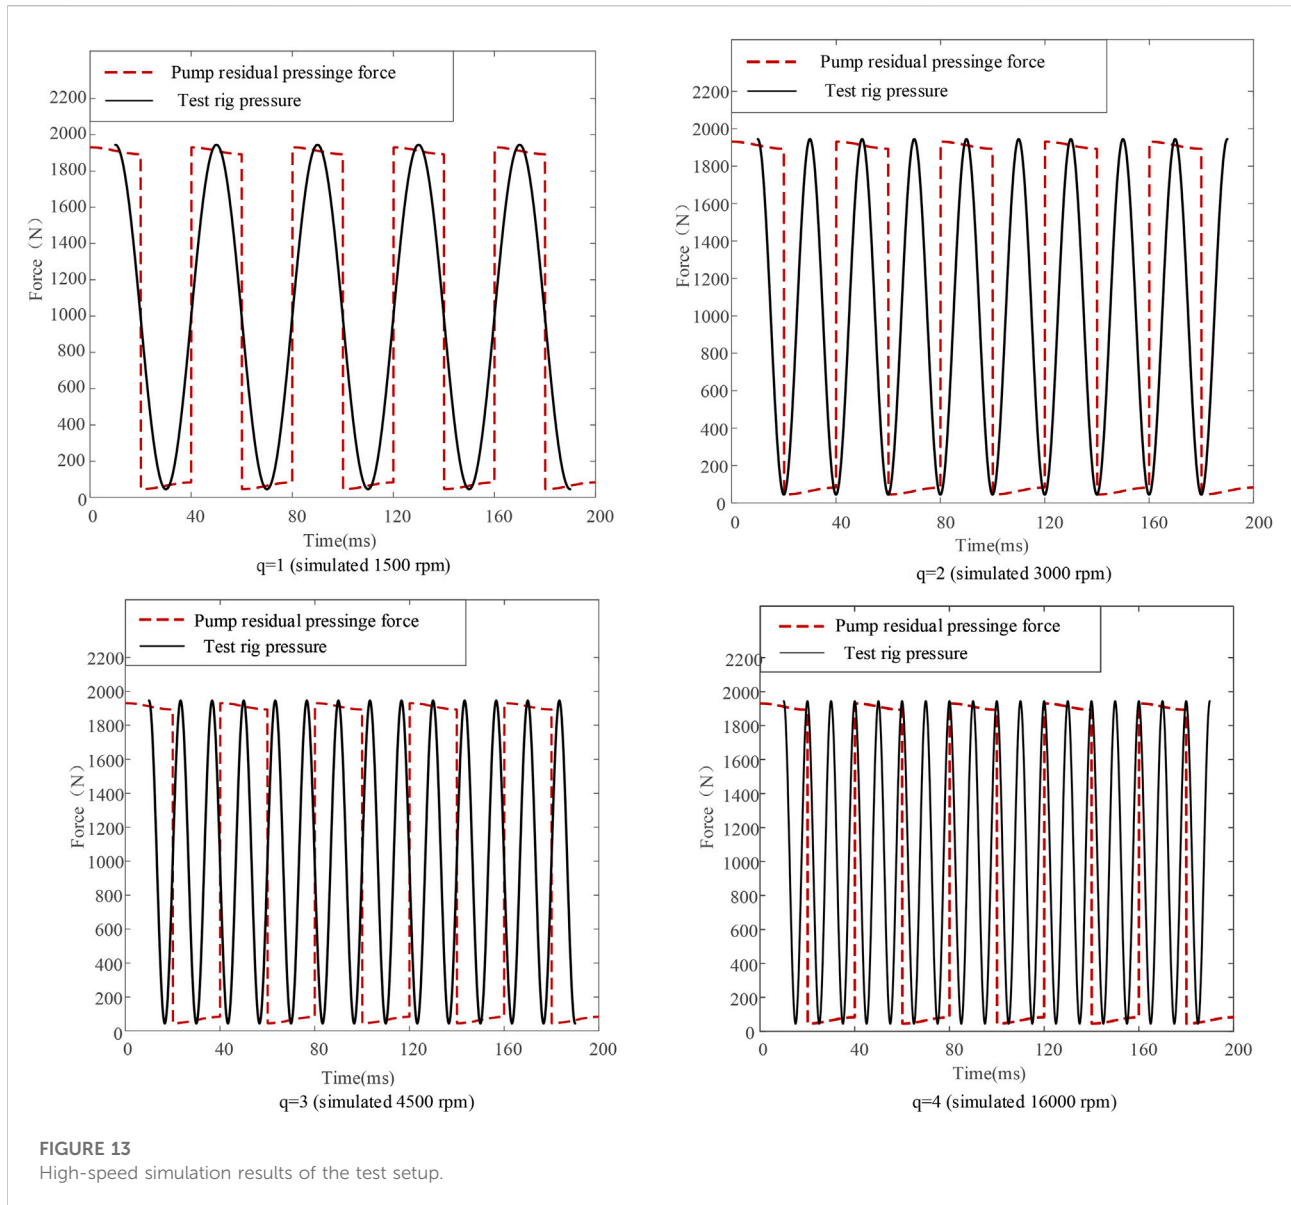 Pump residual pressinge force
Test rig pressure
2200
2000
1800
1600
1400
1200
1000
800
600
400
200
0
Force（N）
0 40 80 120 160 200
Time(ms)
q=1 (simulated 1500 rpm)
Pump residual pressinge force
Test rig pressure
2200
2000
1800
1600
1400
1200
1000
800
600
400
200
0
Force（N）
0 40 80 120 160 200
Time(ms)
q=2 (simulated 3000 rpm)
Pump residual pressinge force
Test rig pressure
2200
2000
1800
1600
1400
1200
1000
800
600
400
200
0
Force（N）
0 40 80 120 160 200
Time(ms)
q=3 (simulated 4500 rpm)
Pump residual pressinge force
Test rig pressure
2200
2000
1800
1600
1400
1200
1000
800
600
400
200
0
Force（N）
0 40 80 120 160 200
Time(ms)
q=4 (simulated 16000 rpm)
FIGURE 13
High-speed simulation results of the test setup.